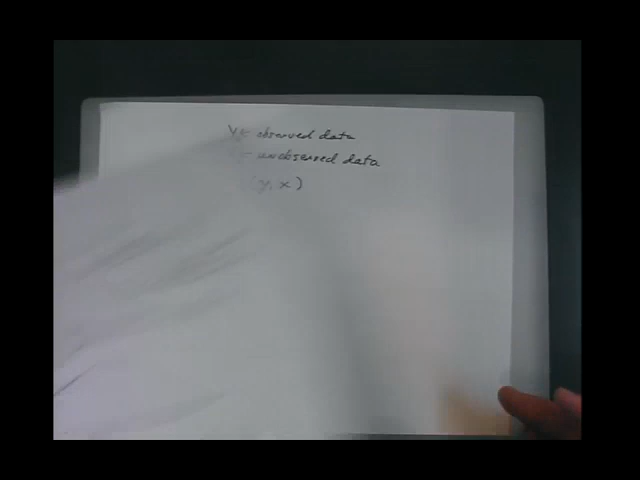 y = observed data
= unobserved data
(y, x)